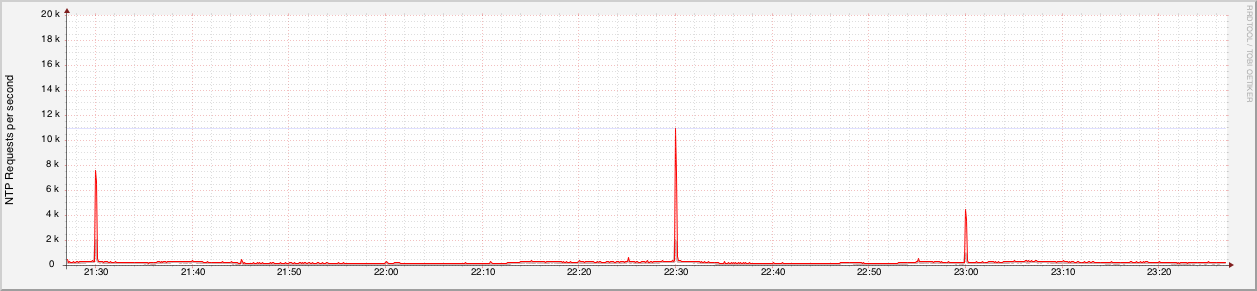 RRDTOOL / TOBI OETIKER
NTP Requests per second
20 k
18 k
16 k
14 k
12 k
10 k
8 k
6 k
4 k
2 k
0
21:30 21:40 21:50 22:00 22:10 22:20 22:30 22:40 22:50 23:00 23:10 23:20